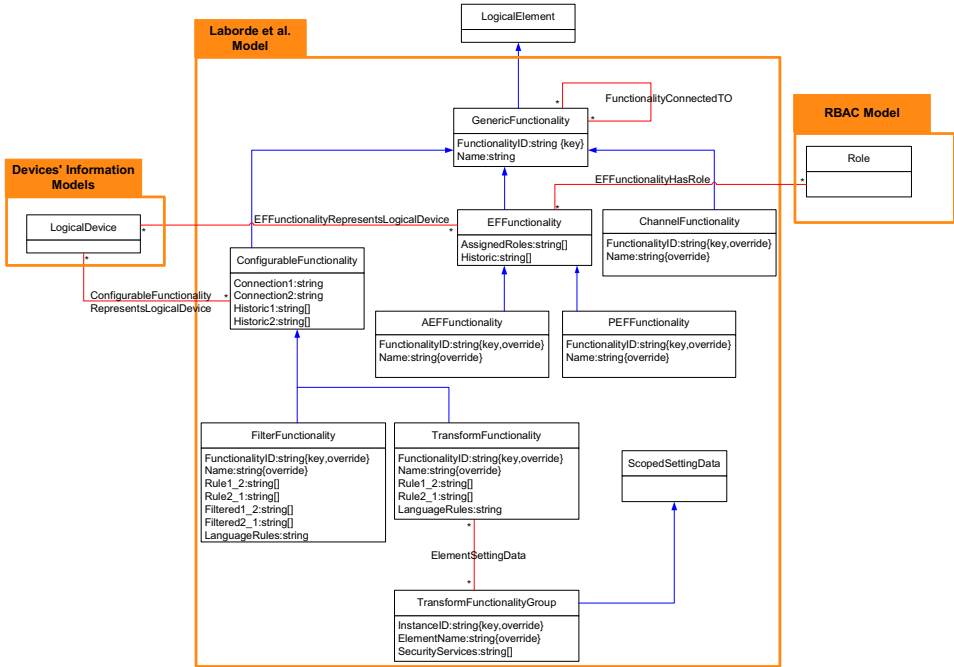 LogicalElement
Laborde et al.
Model
FunctionalityConnectedTO
*
*
GenericFunctionality
FunctionalityID:string {key}
Name:string
RBAC Model
Role
*
EFFunctionalityHasRole
*
Devices' Information
Models
LogicalDevice
*
*
EFFunctionalityRepresentsLogicalDevice
*
EFFunctionality
AssignedRoles:string[]
Historic:string[]
ChannelFunctionality
FunctionalityID:string{key,override}
Name:string{override}
ConfigurableFunctionality
Connection1:string
Connection2:string
Historic1:string[]
Historic2:string[]
ConfigurableFunctionality
RepresentsLogicalDevice
*
AEFFunctionality
FunctionalityID:string{key,override}
Name:string{override}
PEFFunctionality
FunctionalityID:string{key,override}
Name:string{override}
FilterFunctionality
FunctionalityID:string{key,override}
Name:string{override}
Rule1_2:string[]
Rule2_1:string[]
Filtered1_2:string[]
Filtered2_1:string[]
LanguageRules:string
TransformFunctionality
FunctionalityID:string{key,override}
Name:string{override}
Rule1_2:string[]
Rule2_1:string[]
LanguageRules:string
ScopedSettingData
*
ElementSettingData
*
TransformFunctionalityGroup
InstanceID:string{key,override}
ElementName:string{override}
SecurityServices:string[]